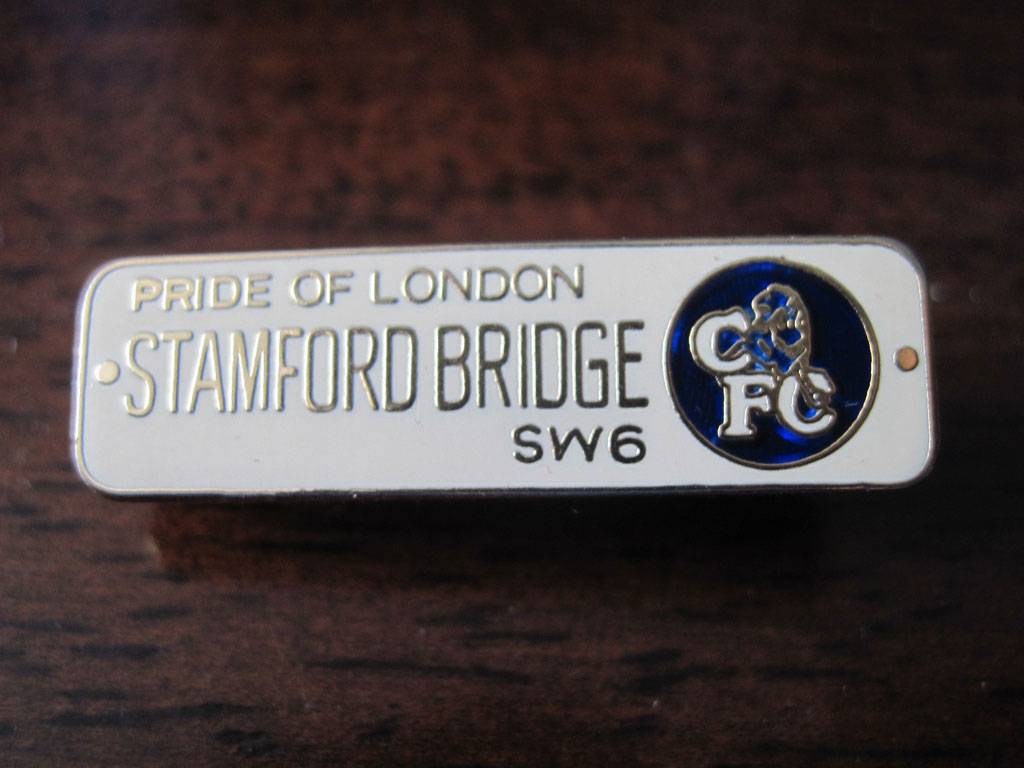 PRIDE OF LONDON
STAMFORD BRIDGE
SW6
CFC